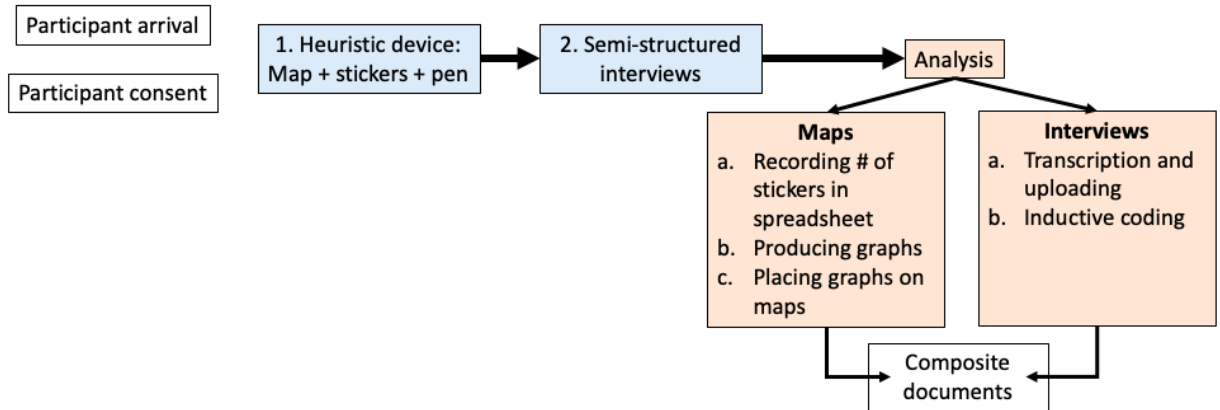 Participant arrival
Participant consent
1. Heuristic device:
Map + stickers + pen
2. Semi-structured
interviews
Analysis
Maps
a. Recording # of
stickers in
spreadsheet
b. Producing graphs
c. Placing graphs on
maps
Interviews
a. Transcription and
uploading
b. Inductive coding
Composite
documents